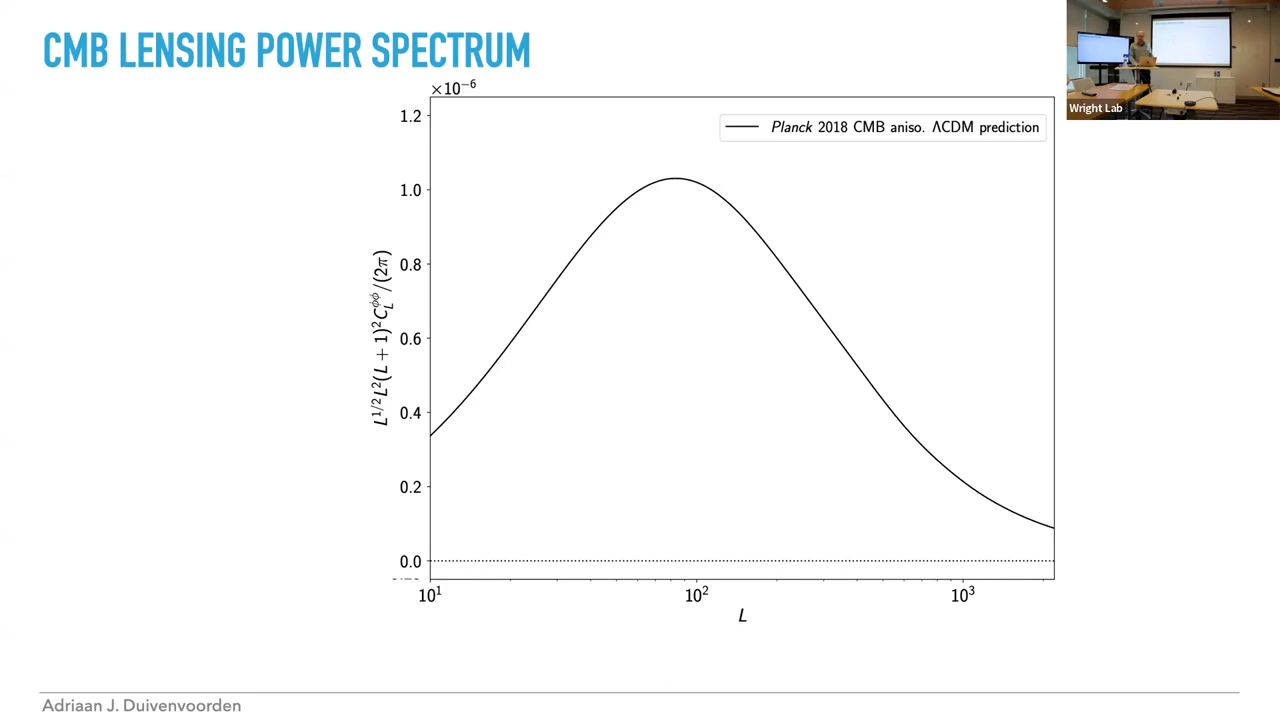 CMB LENSING POWER SPECTRUM
×10⁻⁶
Planck 2018 CMB aniso. ΛCDM prediction
1.2
1.0
0.8
0.6
0.4
0.2
0.0
L^{1/2}L²(L + 1)²C_L^{ϕϕ}/(2π)
10¹
10²
10³
L
Wright Lab
Adriaan J. Duivenvoorden